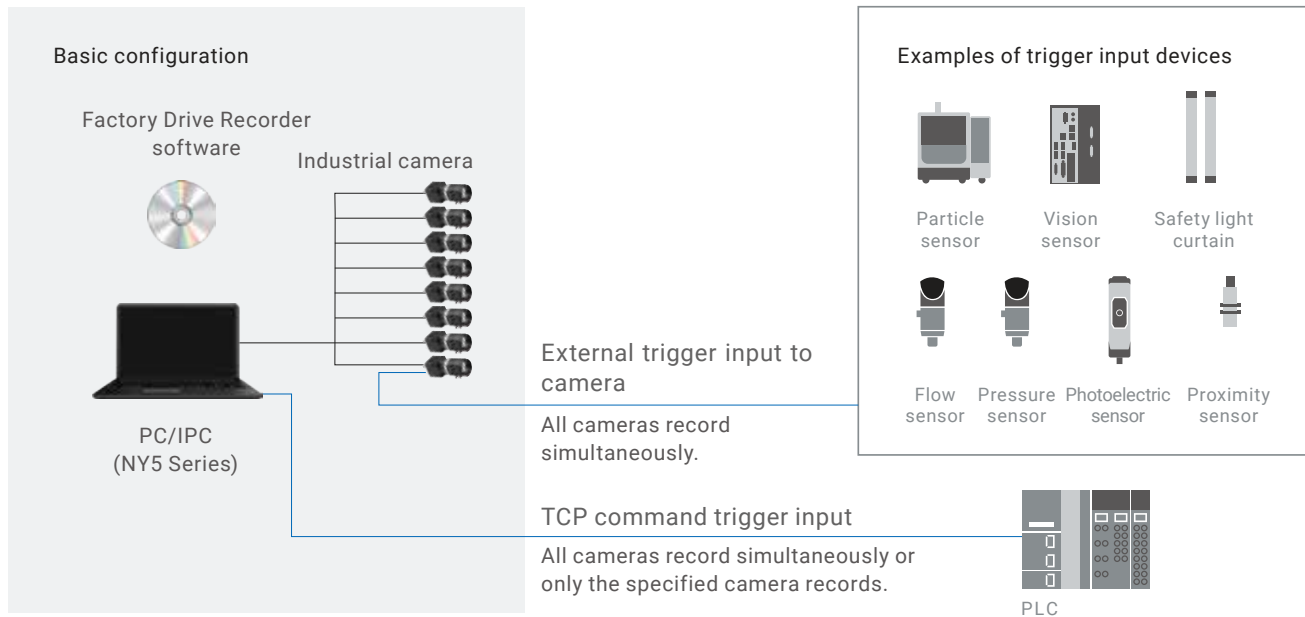 Basic configuration
Factory Drive Recorder
software
Industrial camera
PC/IPC
(NY5 Series)
External trigger input to
camera
All cameras record
simultaneously.
TCP command trigger input
All cameras record simultaneously or
only the specified camera records.
Examples of trigger input devices
Particle
sensor
Vision
sensor
Safety light
curtain
Flow
sensor
Pressure
sensor
Photoelectric
sensor
Proximity
sensor
PLC